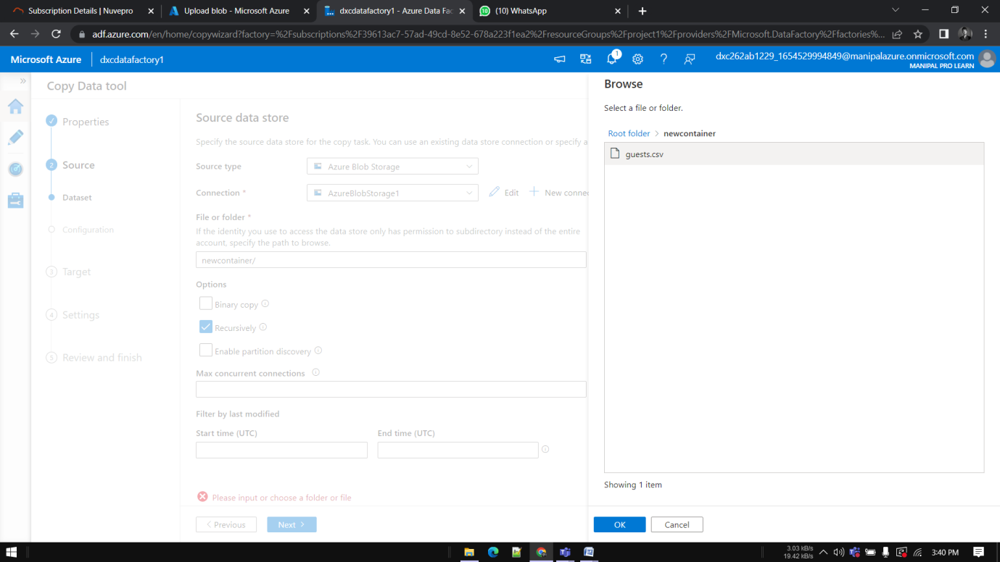 Subscription Details | Nuvepro
Upload blob - Microsoft Azure
dxcdatafactory1 - Azure Data Fac
(10) WhatsApp
adf.azure.com/en/home/copywizard?factory=%2Fsubscriptions%2F39613ac7-57ad-49cd-8e52-678a223f1ea2%2FresourceGroups%2Fproject1%2Fproviders%2FMicrosoft.DataFactory%2Ffactories%...
Microsoft Azure
dxcdatafactory1
1
dxc262ab1229_1654529994849@manipalazure.onmicrosoft.com
MANIPAL PRO LEARN
Copy Data tool
Properties
2 Source
Dataset
Configuration
3 Target
4 Settings
5 Review and finish
Source data store
Specify the source data store for the copy task. You can use an existing data store connection or specify a
Source type
Azure Blob Storage
Connection *
AzureBlobStorage1
Edit
New connec
File or folder *
If the identity you use to access the data store only has permission to subdirectory instead of the entire
account, specify the path to browse.
newcontainer/
Options
Binary copy
Recursively
Enable partition discovery
Max concurrent connections
Filter by last modified
Start time (UTC)
End time (UTC)
Please input or choose a folder or file
< Previous
Next >
Browse
Select a file or folder.
Root folder > newcontainer
guests.csv
Showing 1 item
OK
Cancel
3.03 kB/s
19.42 kB/s
3:40 PM